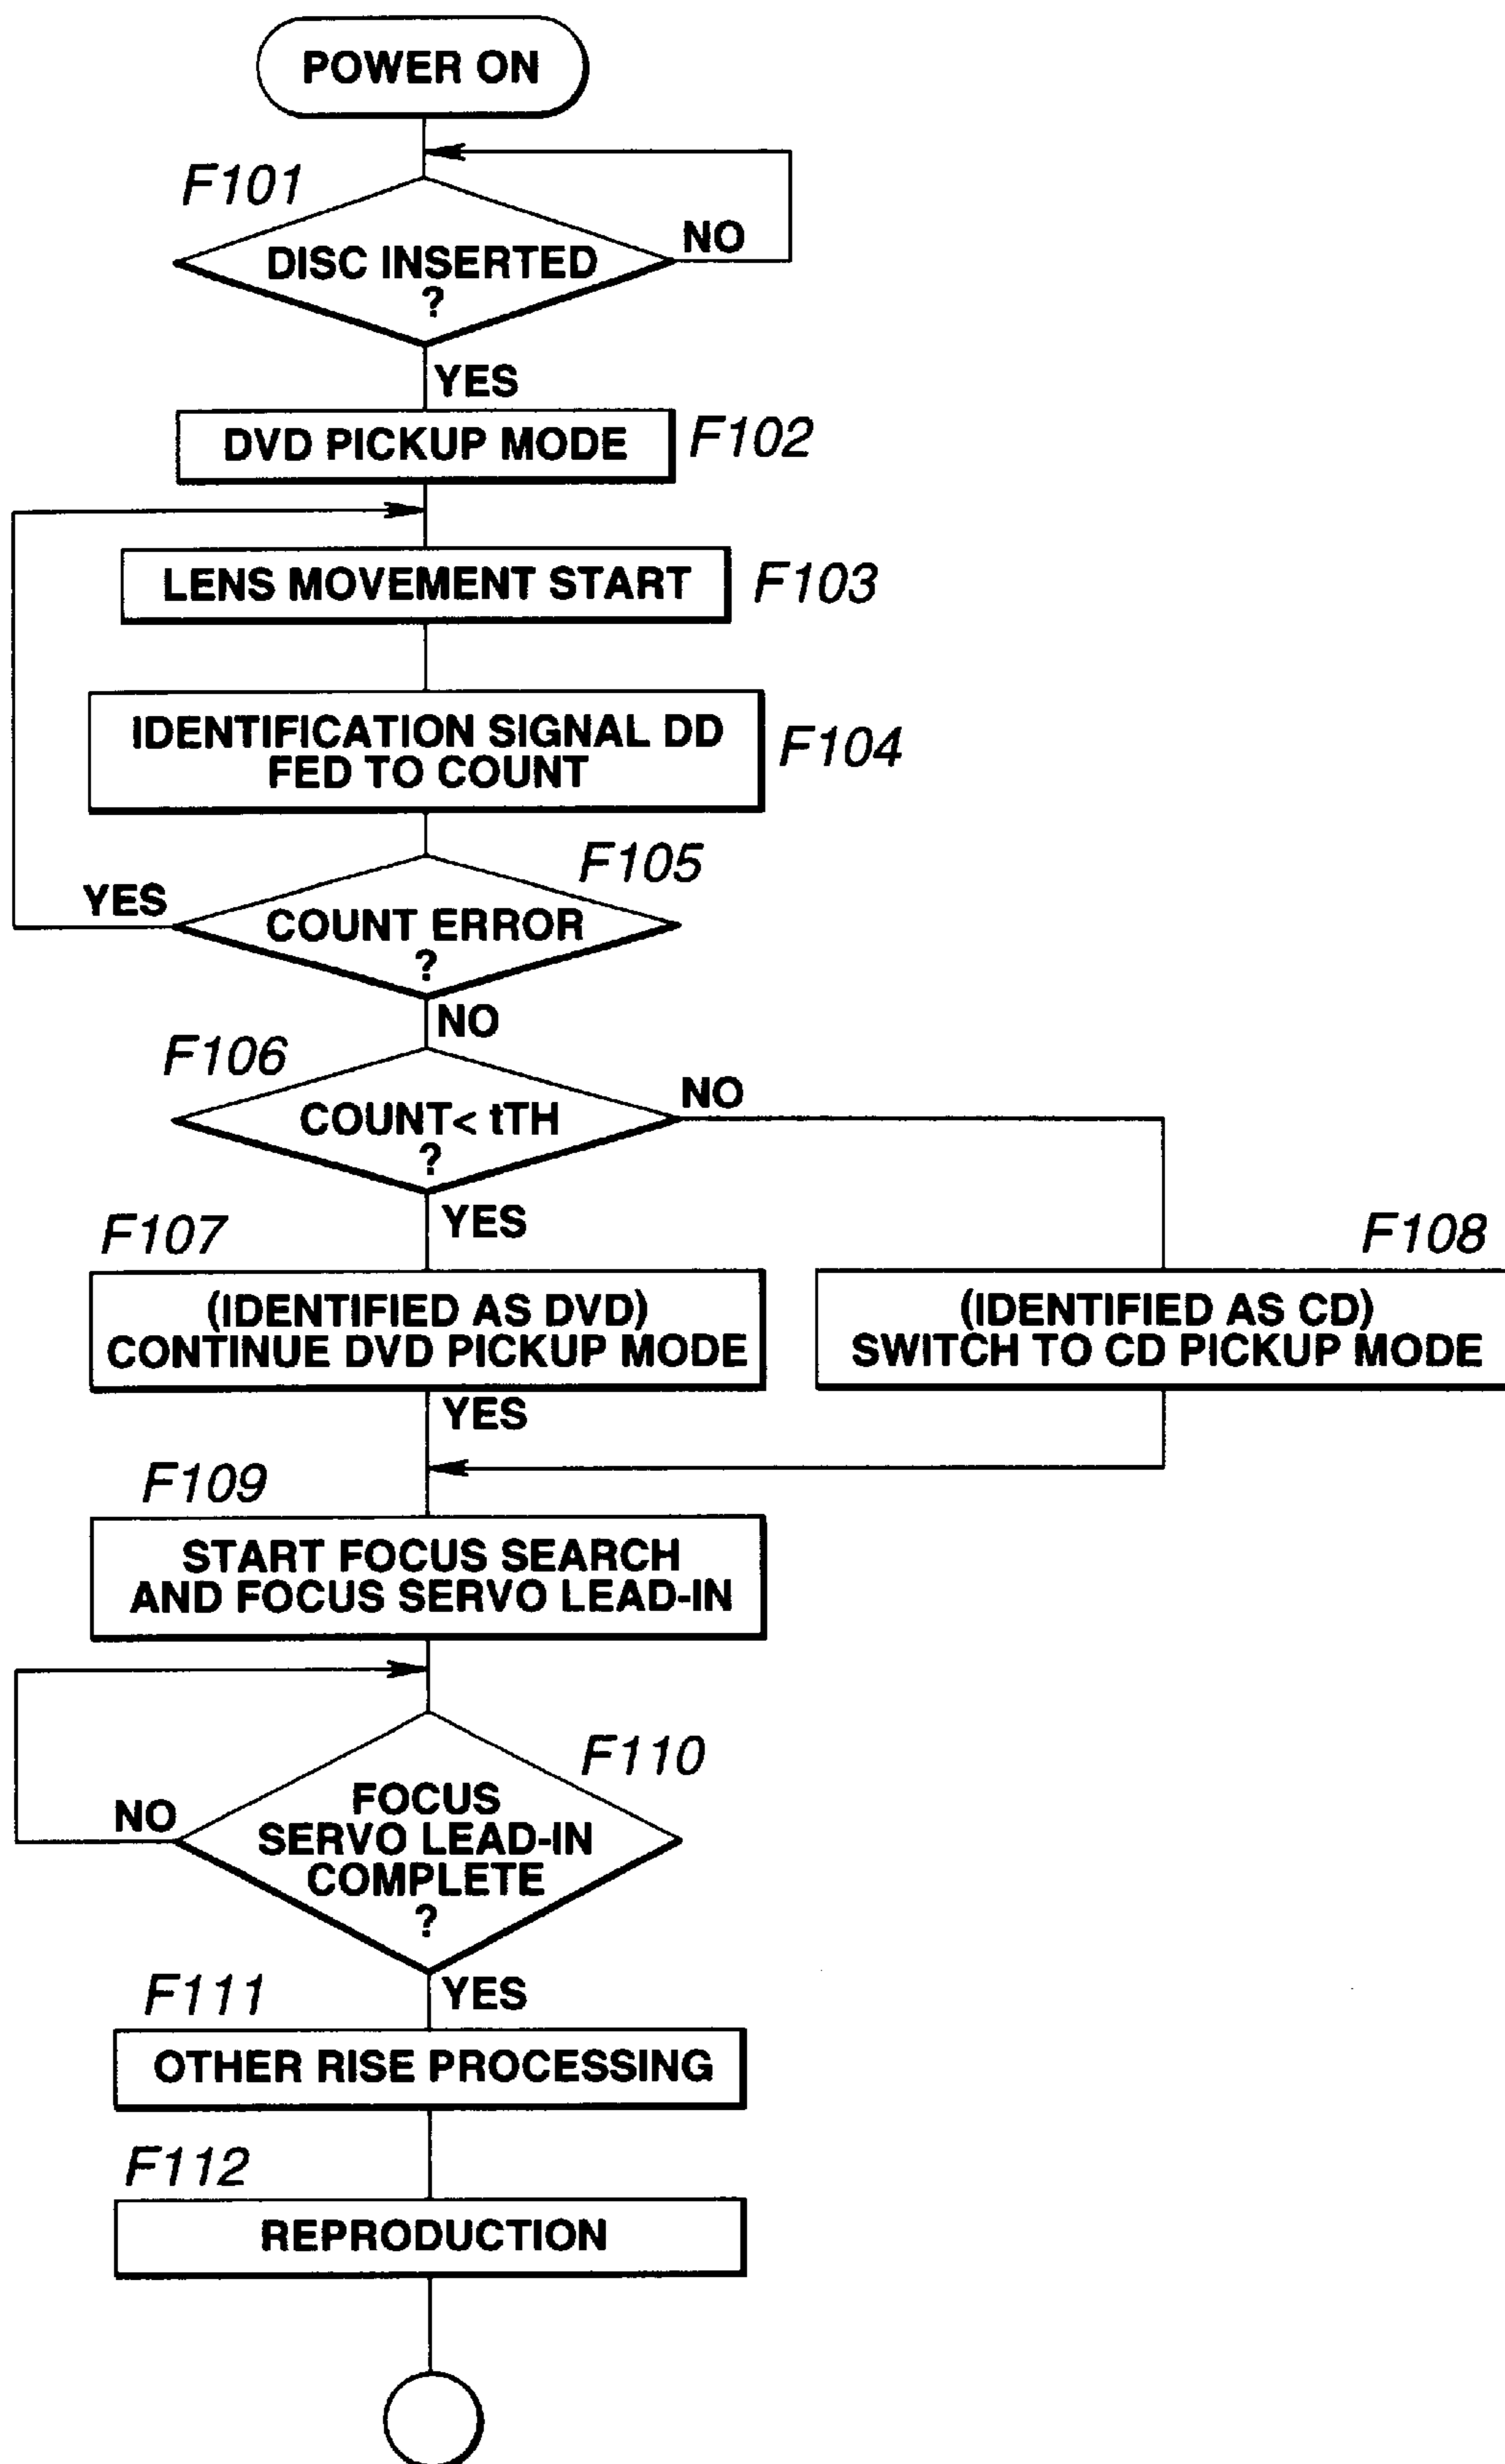 POWER ON
F101
DISC INSERTED
?
NO
YES
DVD PICKUP MODE
F102
LENS MOVEMENT START
F103
IDENTIFICATION SIGNAL DD
FED TO COUNT
F104
F105
YES
COUNT ERROR
?
NO
F106
COUNT< tTH
?
NO
YES
F107
F108
(IDENTIFIED AS DVD)
CONTINUE DVD PICKUP MODE
(IDENTIFIED AS CD)
SWITCH TO CD PICKUP MODE
YES
F109
START FOCUS SEARCH
AND FOCUS SERVO LEAD-IN
F110
NO
FOCUS
SERVO LEAD-IN
COMPLETE
?
YES
F111
OTHER RISE PROCESSING
F112
REPRODUCTION